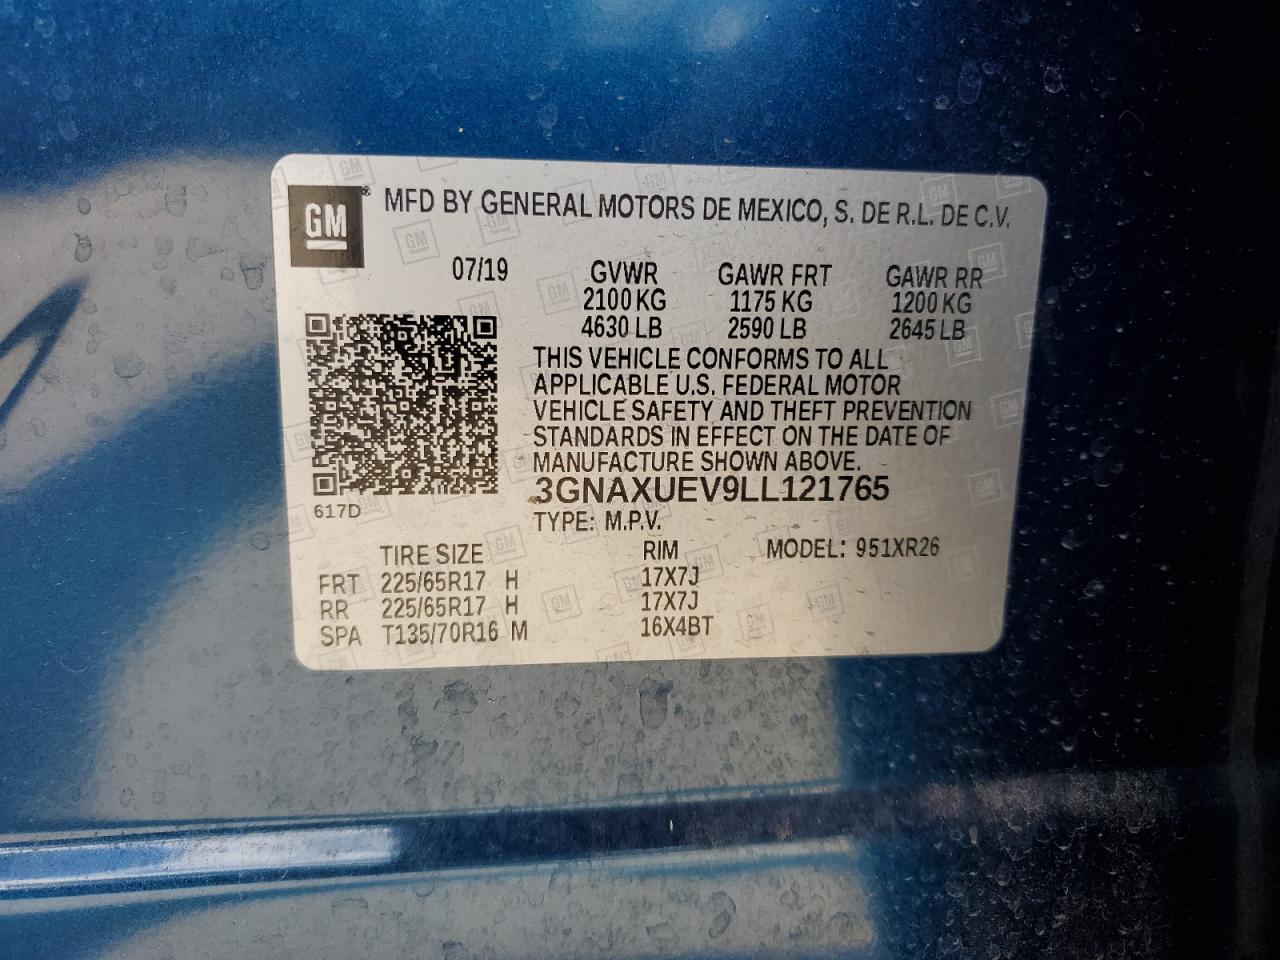 GM® MFD BY GENERAL MOTORS DE MEXICO, S. DE R.L. DE C.V.
07/19 GVWR GAWR FRT GAWR RR
2100 KG 1175 KG 1200 KG
4630 LB 2590 LB 2645 LB
THIS VEHICLE CONFORMS TO ALL
APPLICABLE U.S. FEDERAL MOTOR
VEHICLE SAFETY AND THEFT PREVENTION
STANDARDS IN EFFECT ON THE DATE OF
MANUFACTURE SHOWN ABOVE.
3GNAXUEV9LL121765
617D
TYPE: M.P.V.
TIRE SIZE RIM MODEL: 951XR26
FRT 225/65R17 H 17X7J
RR 225/65R17 H 17X7J
SPA T135/70R16 M 16X4BT